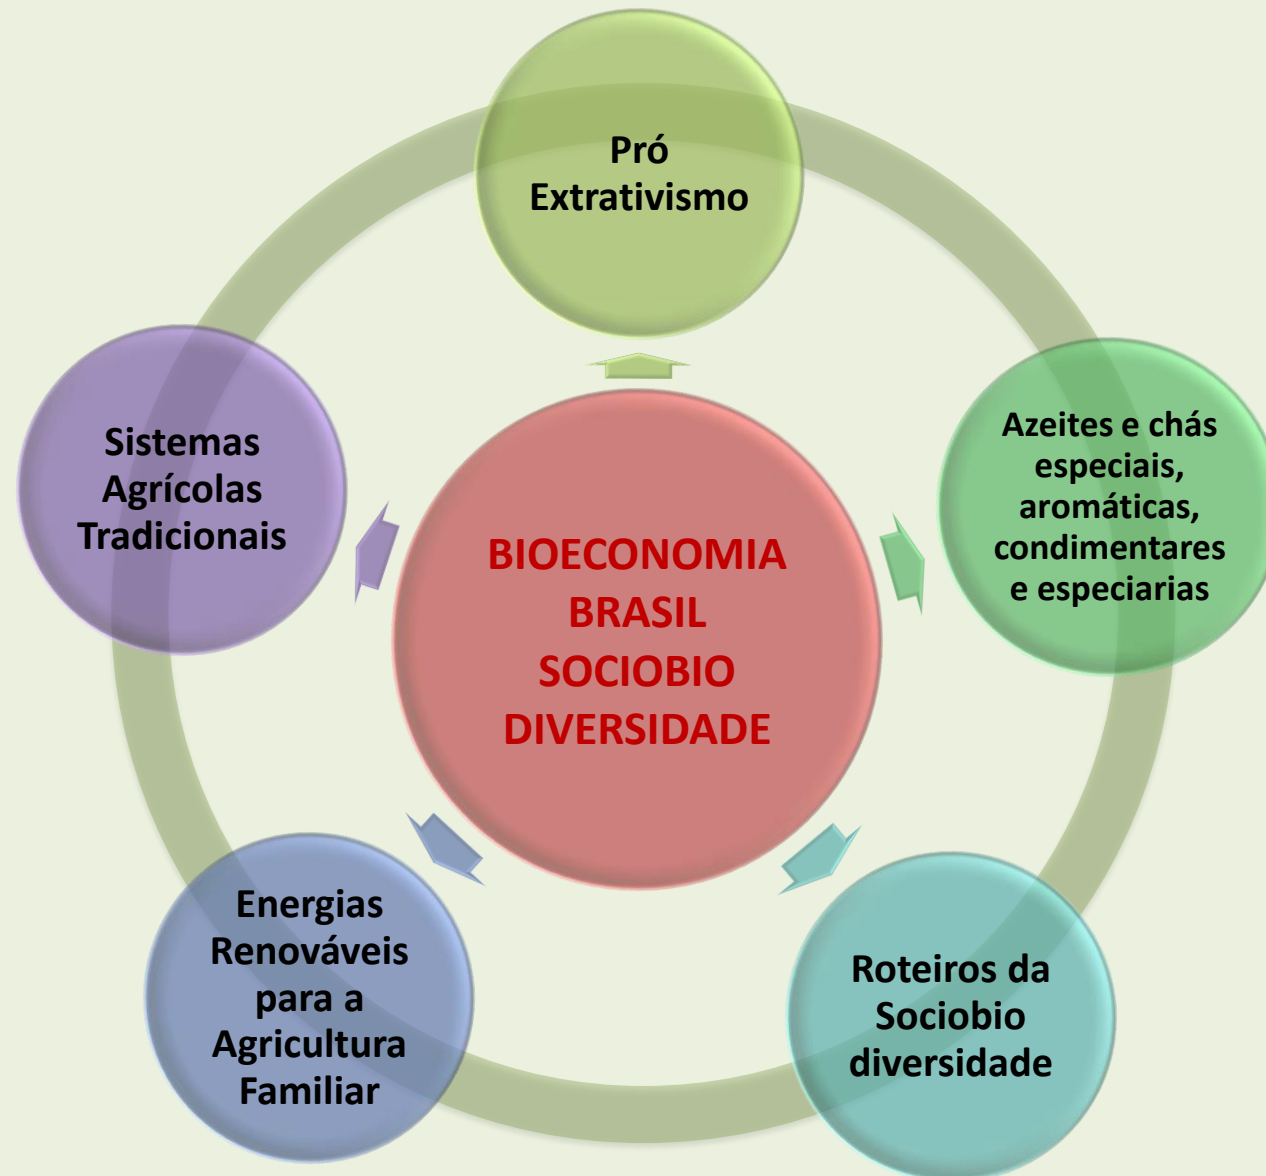 Pró
Extrativismo
Azeites e chás
especiais,
aromáticas,
condimentares
e especiarias
Sistemas
Agrícolas
Tradicionais
BIOECONOMIA
BRASIL
SOCIOBIO
DIVERSIDADE
Energias
Renováveis
para a
Agricultura
Familiar
Roteiros da
Sociobio
diversidade